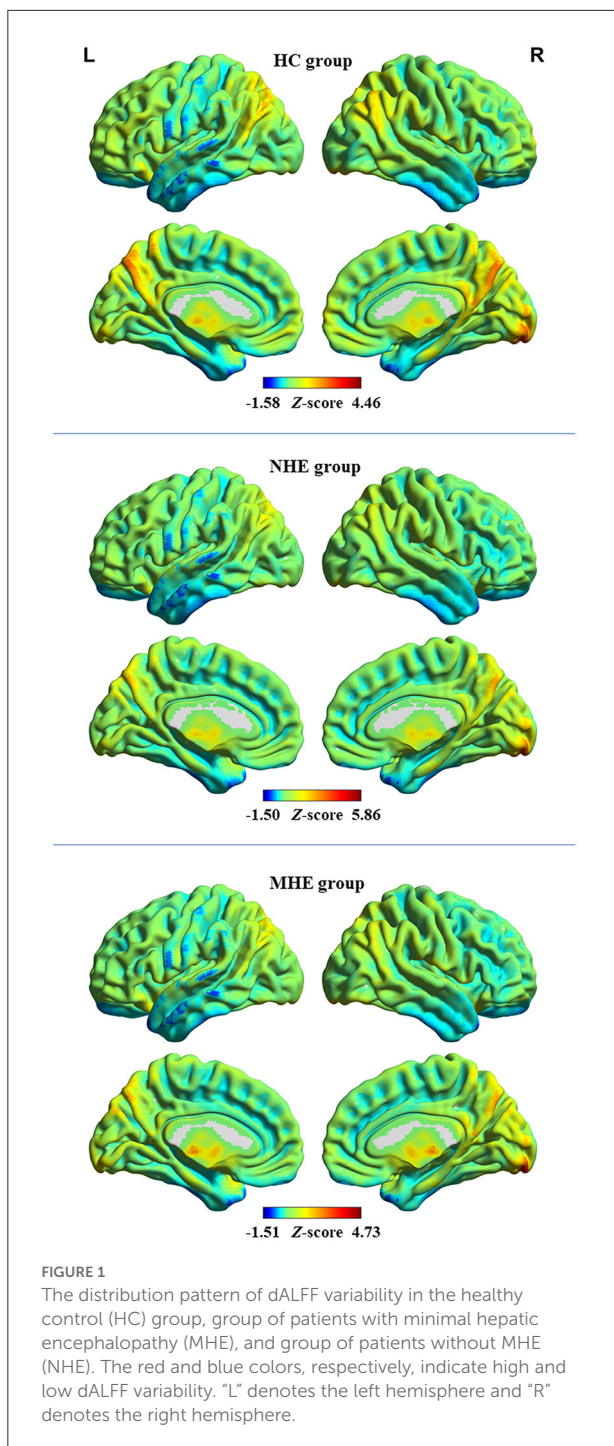 L
R
HC group
-1.58 Z-score 4.46
NHE group
-1.50 Z-score 5.86
MHE group
-1.51 Z-score 4.73
FIGURE 1
The distribution pattern of dALFF variability in the healthy
control (HC) group, group of patients with minimal hepatic
encephalopathy (MHE), and group of patients without MHE
(NHE). The red and blue colors, respectively, indicate high and
low dALFF variability. “L” denotes the left hemisphere and “R”
denotes the right hemisphere.